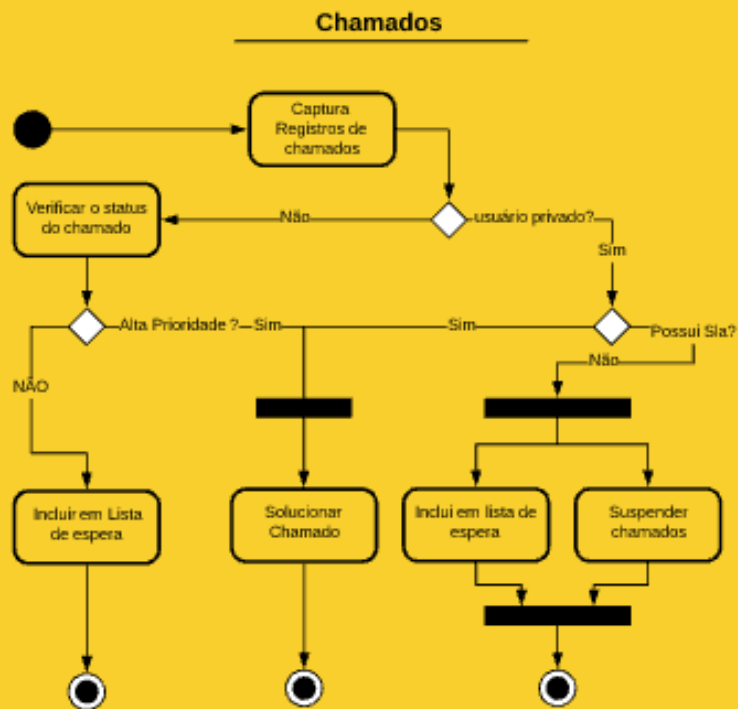 Chamados
Captura
Registros de
chamados
Verificar o status
do chamado
Não
usuário privado?
Sim
Alta Prioridade ?
Sim
Sim
Possui Sla?
Não
NÃO
Incluir em Lista
de espera
Solucionar
Chamado
Inclui em lista de
espera
Suspender
chamados